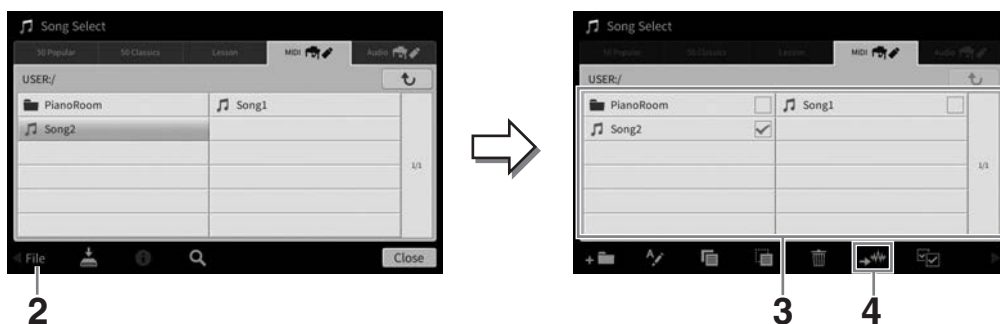 Song Select
50 Popular 50 Classics Lesson MIDI Audio
USER:/
PianoRoom Song1
Song2
1/1
File Close
2
Song Select
50 Popular 50 Classics Lesson MIDI Audio
USER:/
PianoRoom Song1
Song2
1/1
3 4